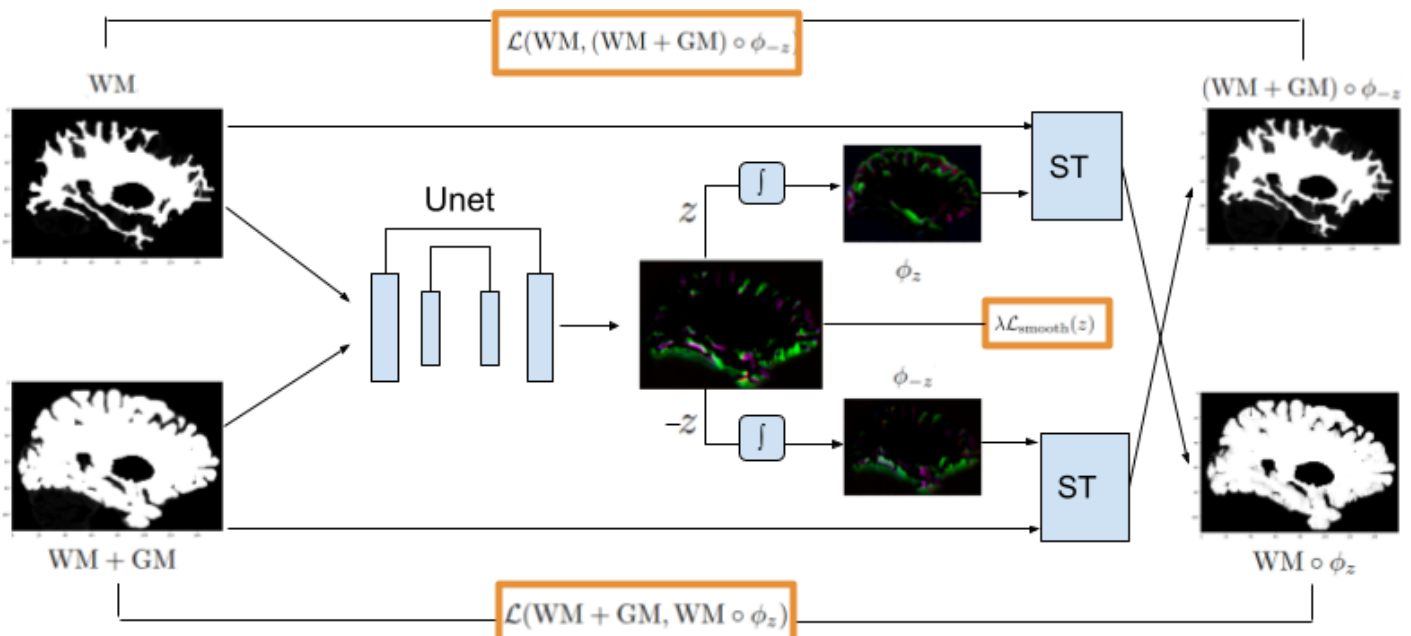 ℒ(WM, (WM + GM) ∘ ϕ₋z)
WM
(WM + GM) ∘ ϕ₋z
ST
∫
Unet
z
ϕz
λℒsmooth(z)
ϕ₋z
−z
∫
ST
WM + GM
WM ∘ ϕz
ℒ(WM + GM, WM ∘ ϕz)